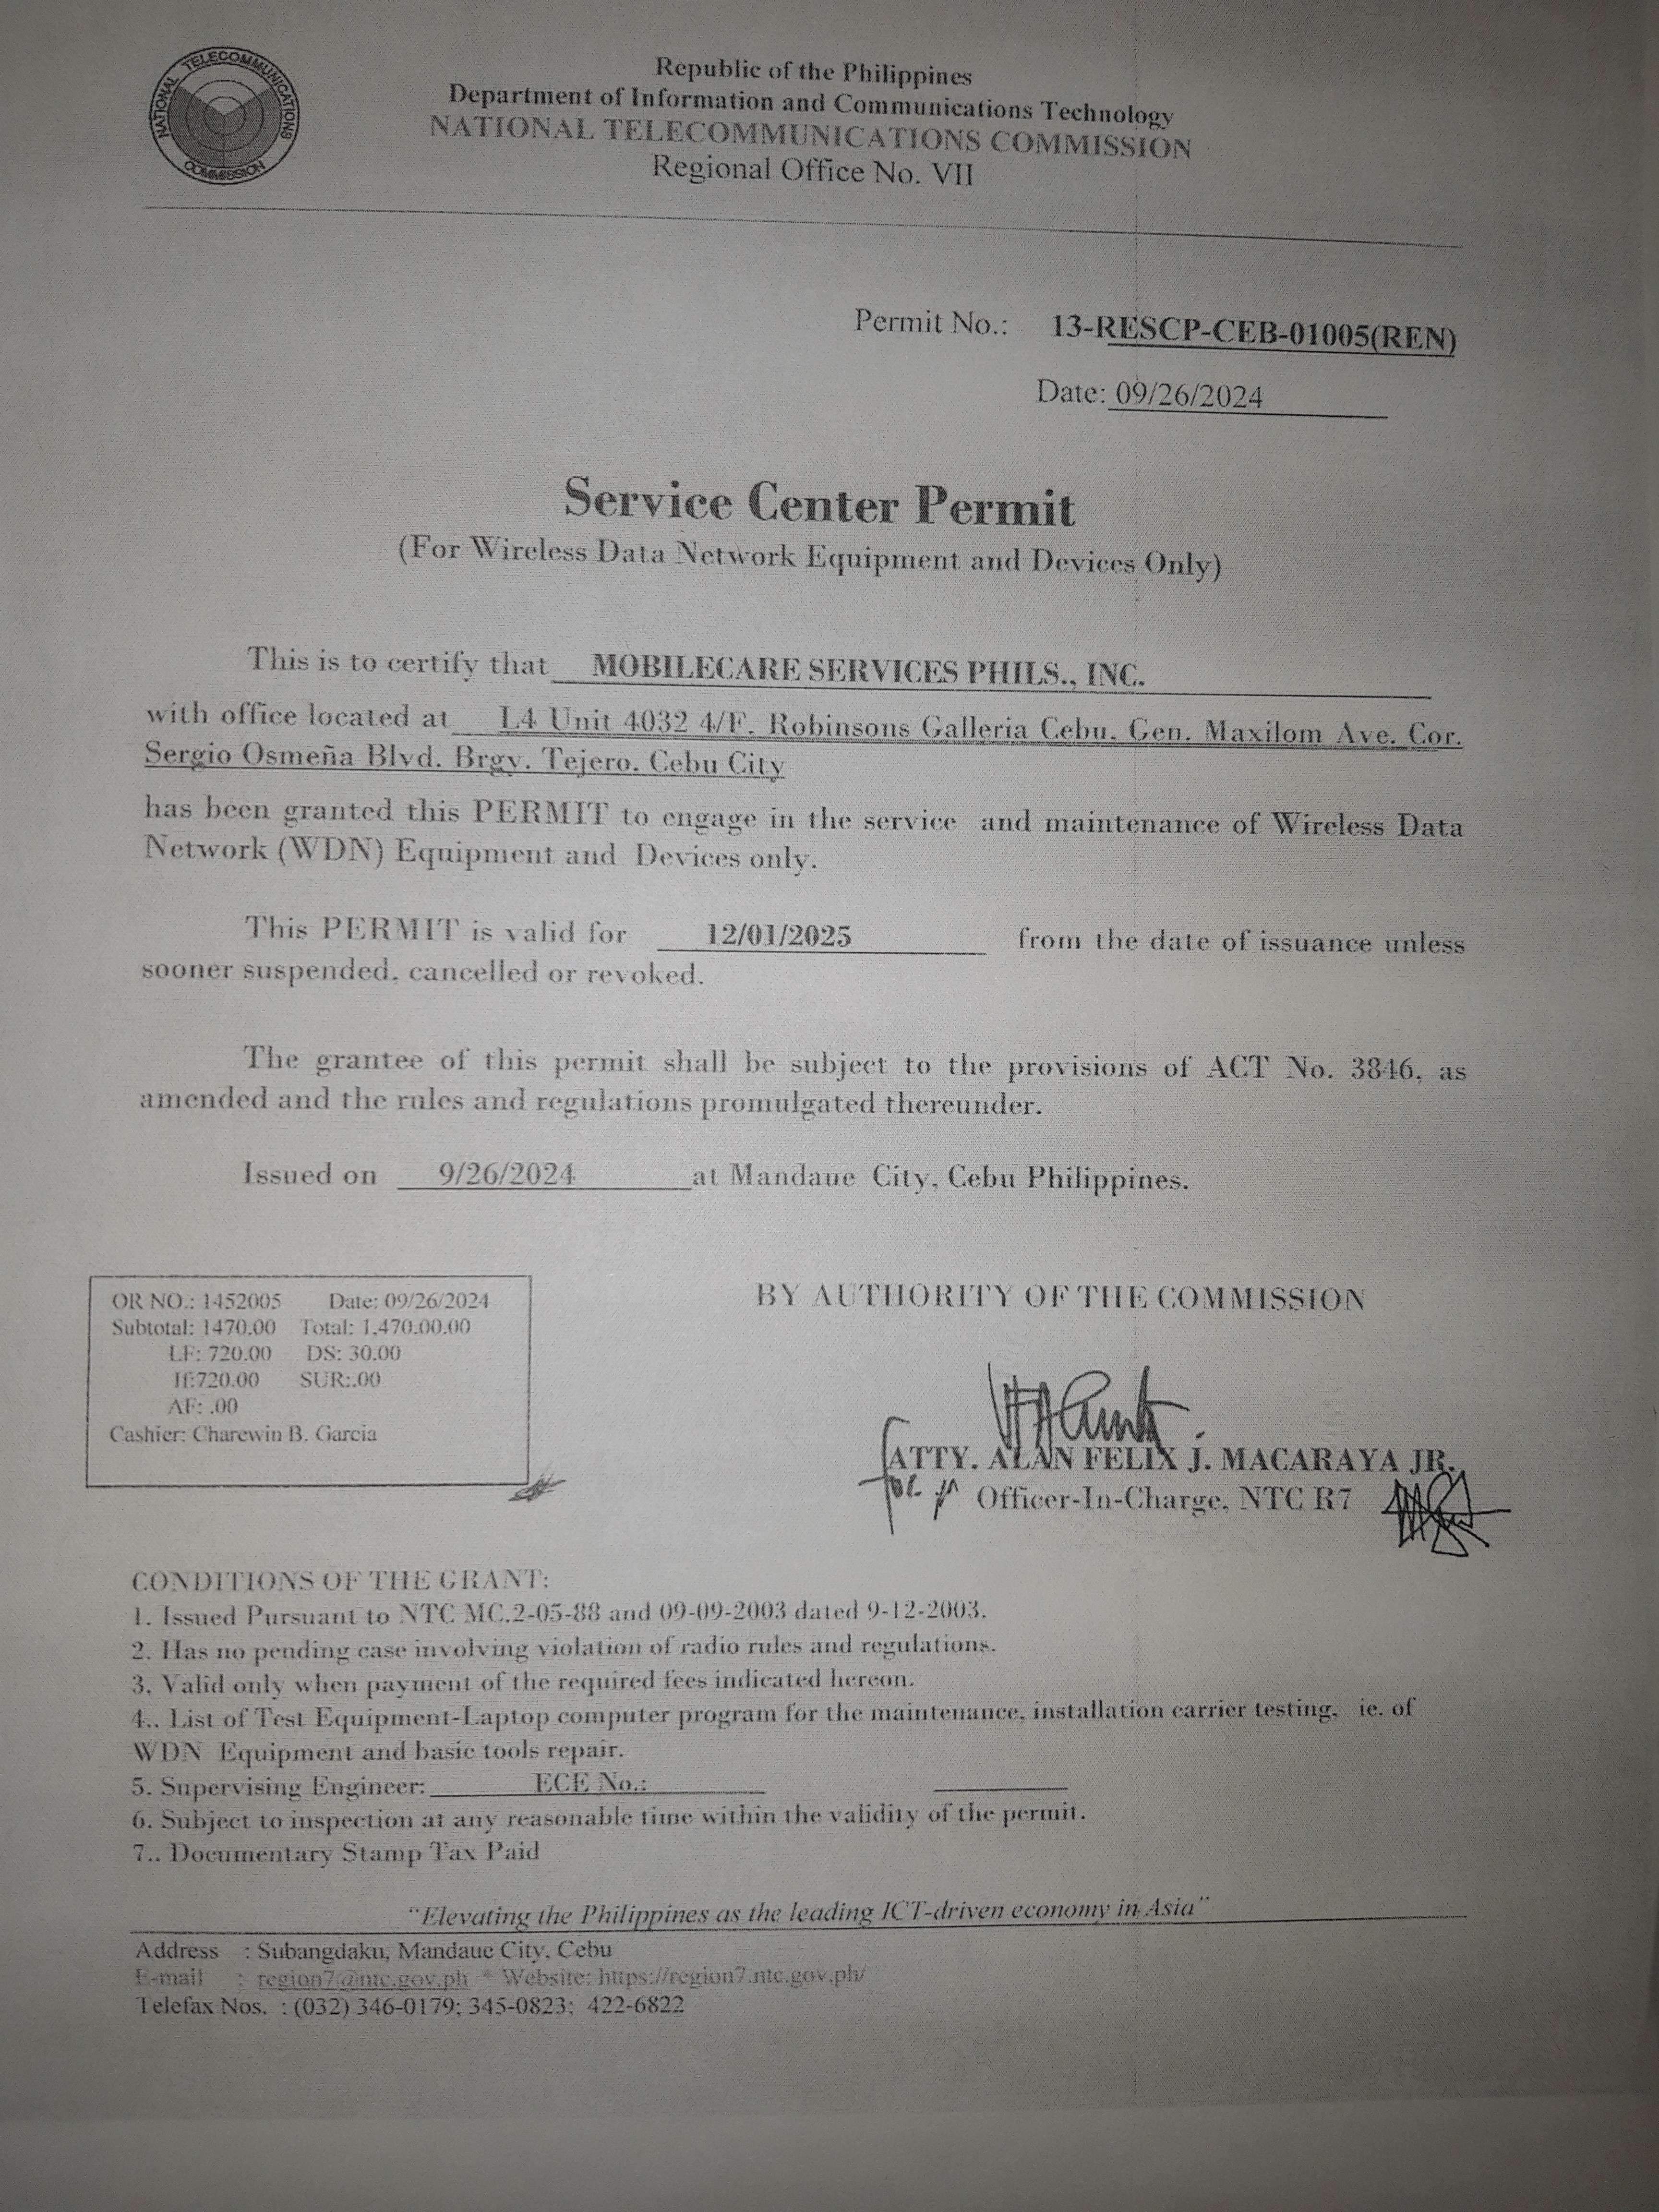 NATIONAL TELECOMMUNICATIONS COMMISSION
Republic of the Philippines
Department of Information and Communications Technology
NATIONAL TELECOMMUNICATIONS COMMISSION
Regional Office No. VII
Permit No.: 13-RESCP-CEB-01005(REN)
Date: 09/26/2024
Service Center Permit
(For Wireless Data Network Equipment and Devices Only)
This is to certify that MOBILECARE SERVICES PHILS., INC.
with office located at L4 Unit 4032 4/F. Robinsons Galleria Cebu. Gen. Maxilom Ave. Cor.
Sergio Osmeña Blvd. Brgy. Tejero. Cebu City
has been granted this PERMIT to engage in the service and maintenance of Wireless Data
Network (WDN) Equipment and Devices only.
This PERMIT is valid for 12/01/2025 from the date of issuance unless
sooner suspended, cancelled or revoked.
The grantee of this permit shall be subject to the provisions of ACT No. 3846, as
amended and the rules and regulations promulgated thereunder.
Issued on 9/26/2024 at Mandaue City, Cebu Philippines.
OR NO.: 1452005 Date: 09/26/2024
Subtotal: 1470.00 Total: 1,470.00.00
LF: 720.00 DS: 30.00
If:720.00 SUR:.00
AF: .00
Cashier: Charewin B. Garcia
BY AUTHORITY OF THE COMMISSION
ATTY. ALAN FELIX J. MACARAYA JR.
for Officer-In-Charge, NTC R7
CONDITIONS OF THE GRANT:
1. Issued Pursuant to NTC MC.2-05-88 and 09-09-2003 dated 9-12-2003.
2. Has no pending case involving violation of radio rules and regulations.
3. Valid only when payment of the required fees indicated hereon.
4.. List of Test Equipment-Laptop computer program for the maintenance, installation carrier testing, ie. of
WDN Equipment and basic tools repair.
5. Supervising Engineer: ECE No.:
6. Subject to inspection at any reasonable time within the validity of the permit.
7.. Documentary Stamp Tax Paid
"Elevating the Philippines as the leading ICT-driven economy in Asia"
Address : Subangdaku, Mandaue City, Cebu
E-mail : region7@ntc.gov.ph * Website: https://region7.ntc.gov.ph/
Telefax Nos. : (032) 346-0179; 345-0823; 422-6822